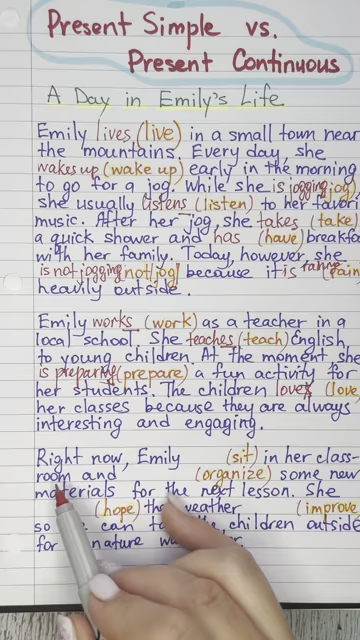 Present Simple vs.
Present Continuous
A Day in Emily's Life
Emily lives (live) in a small town near
the mountains. Every day, she
wakes up (wake up) early in the morning
to go for a jog. While she is jogging (jog),
she usually listens (listen) to her favori
music. After her jog, she takes (take)
a quick shower and has (have) breakfa
with her family. Today, however, she
is not jogging (not/jog) because it is raining (rain
heavily outside.
Emily works (work) as a teacher in a
local school. She teaches (teach) English
to young children. At the moment she
is preparing (prepare) a fun activity for
her students. The children love (love
her classes because they are always
interesting and engaging.
Right now, Emily (sit) in her class-
room and (organize) some new
materials for the next lesson. She
(hope) the weather (improve
so can the children outside
for nature